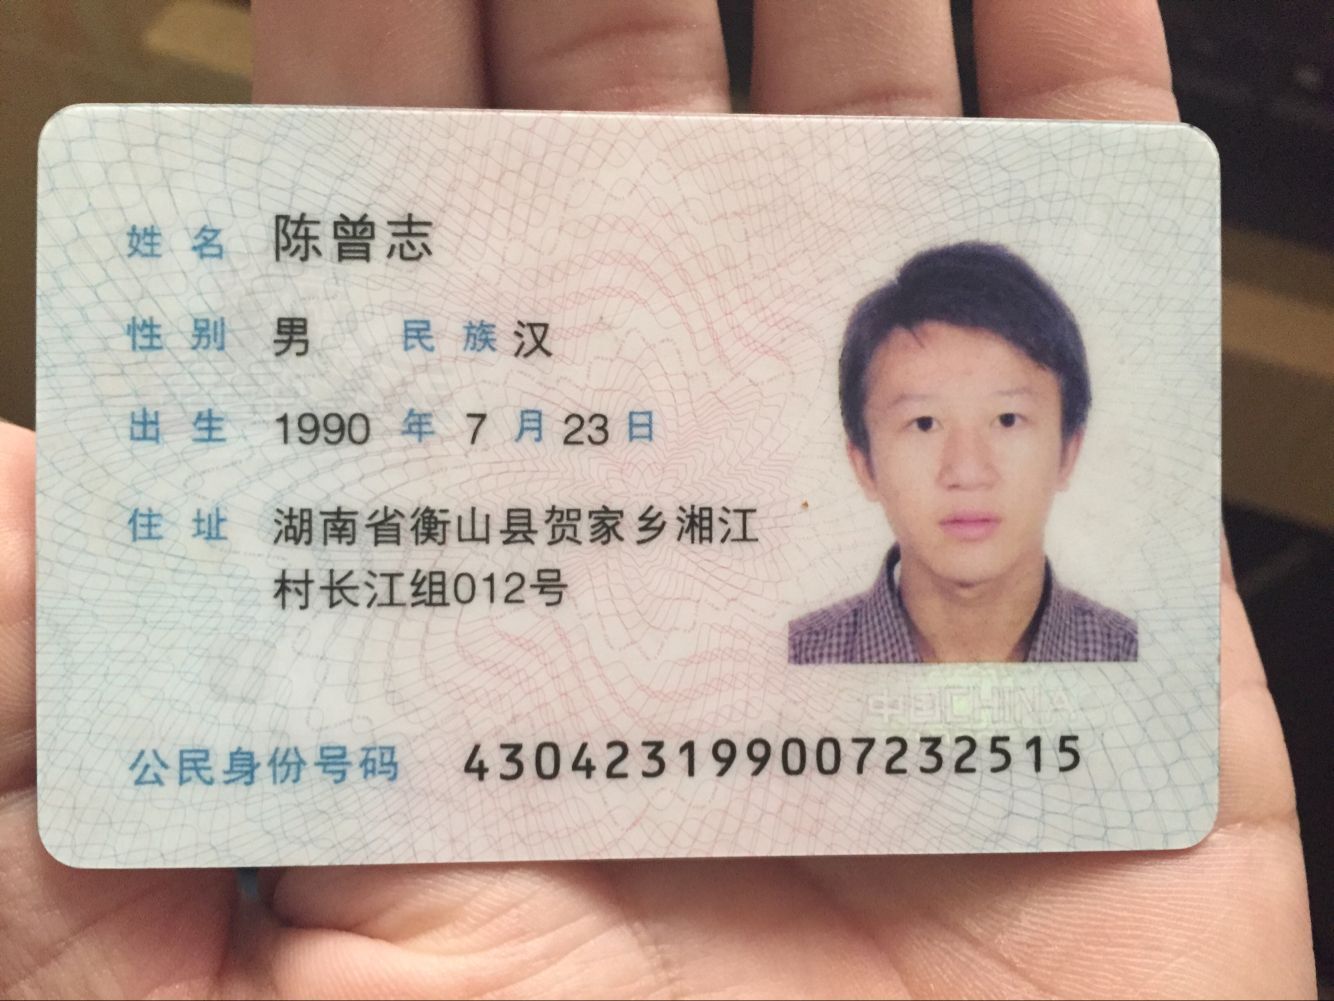 姓名 陈曾志
性别 男 民族 汉
出生 1990 年 7 月 23 日
住址 湖南省衡山县贺家乡湘江
村长江组012号
中国CHINA
公民身份号码 430423199007232515